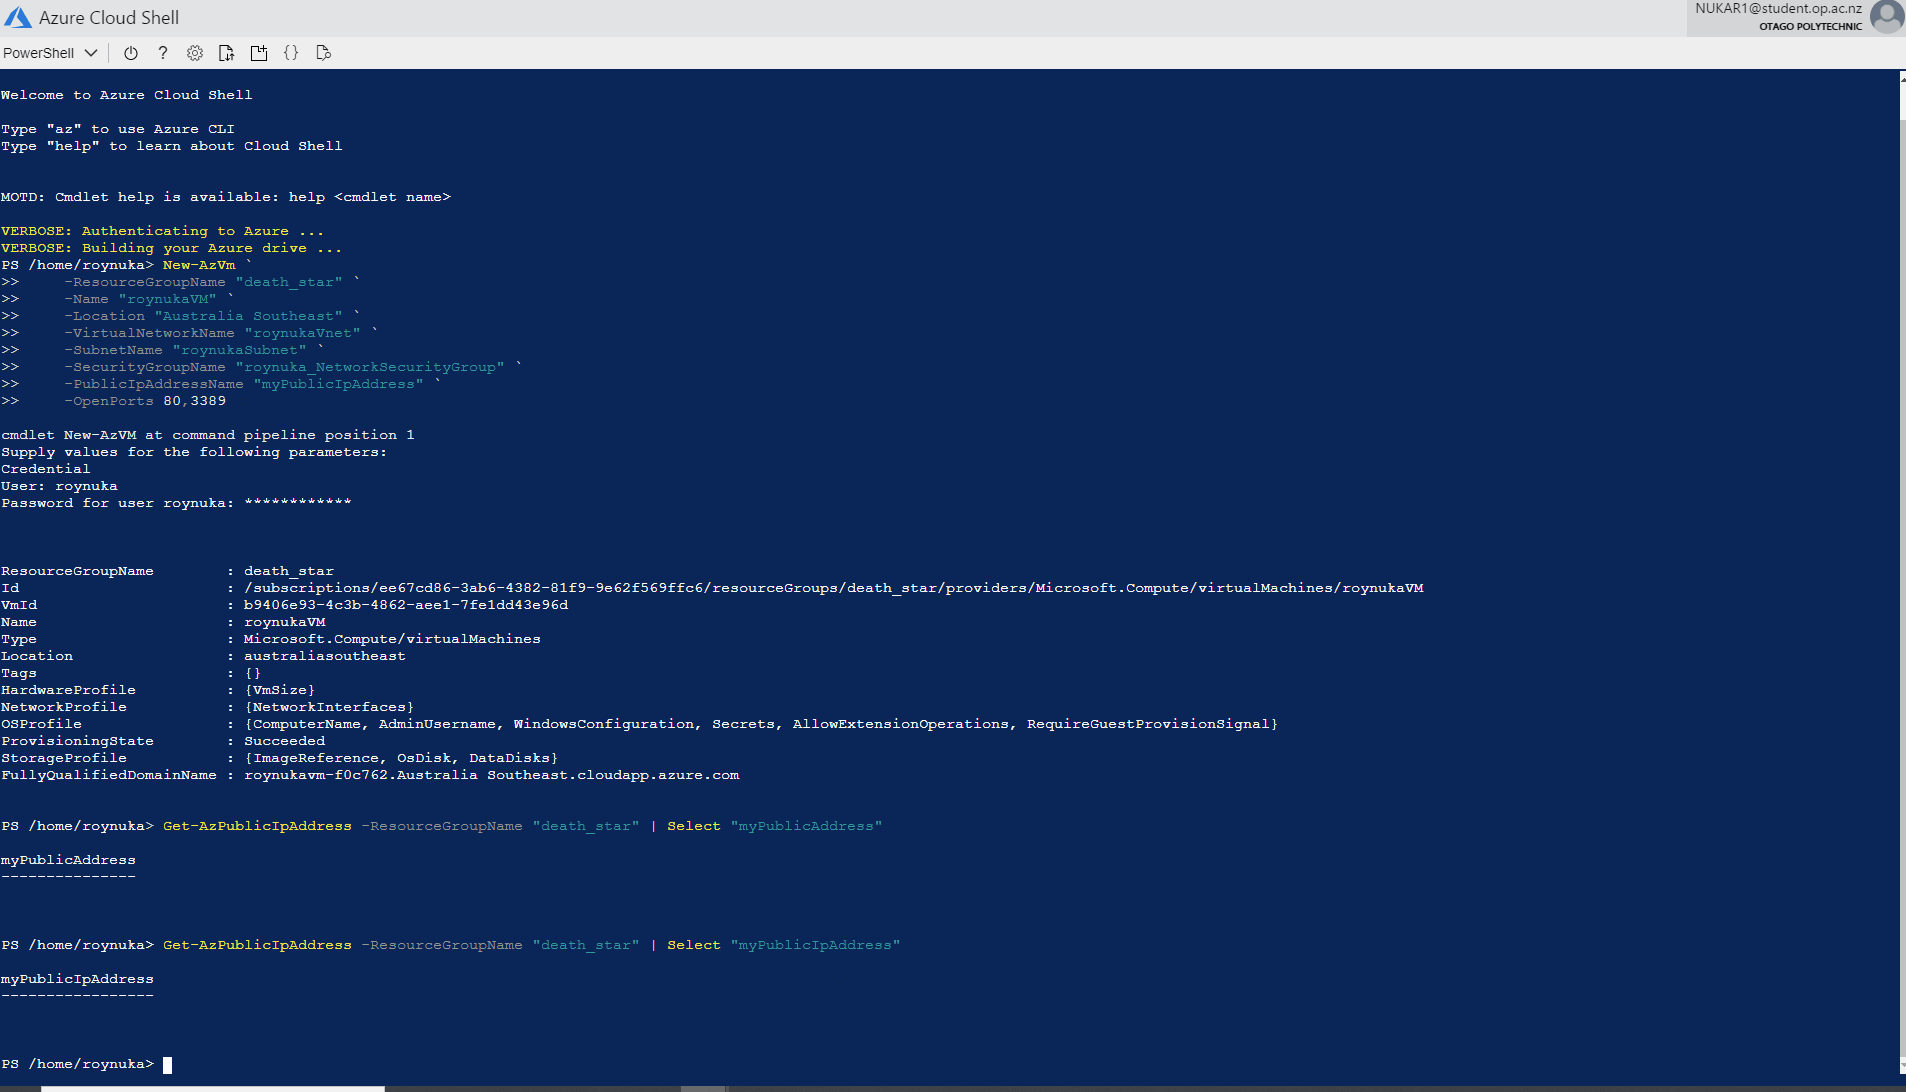 Azure Cloud Shell
NUKAR1@student.op.ac.nz
OTAGO POLYTECHNIC
PowerShell
Welcome to Azure Cloud Shell
Type "az" to use Azure CLI
Type "help" to learn about Cloud Shell
MOTD: Cmdlet help is available: help <cmdlet name>
VERBOSE: Authenticating to Azure ...
VERBOSE: Building your Azure drive ...
PS /home/roynuka> New-AzVm `
>>     -ResourceGroupName "death_star" `
>>     -Name "roynukaVM" `
>>     -Location "Australia Southeast" `
>>     -VirtualNetworkName "roynukaVnet" `
>>     -SubnetName "roynukaSubnet" `
>>     -SecurityGroupName "roynuka_NetworkSecurityGroup" `
>>     -PublicIpAddressName "myPublicIpAddress" `
>>     -OpenPorts 80,3389
cmdlet New-AzVM at command pipeline position 1
Supply values for the following parameters:
Credential
User: roynuka
Password for user roynuka: ************
ResourceGroupName        : death_star
Id                       : /subscriptions/ee67cd86-3ab6-4382-81f9-9e62f569ffc6/resourceGroups/death_star/providers/Microsoft.Compute/virtualMachines/roynukaVM
VmId                     : b9406e93-4c3b-4862-aee1-7fe1dd43e96d
Name                     : roynukaVM
Type                     : Microsoft.Compute/virtualMachines
Location                 : australiasoutheast
Tags                     : {}
HardwareProfile          : {VmSize}
NetworkProfile           : {NetworkInterfaces}
OSProfile                : {ComputerName, AdminUsername, WindowsConfiguration, Secrets, AllowExtensionOperations, RequireGuestProvisionSignal}
ProvisioningState        : Succeeded
StorageProfile           : {ImageReference, OsDisk, DataDisks}
FullyQualifiedDomainName : roynukavm-f0c762.Australia Southeast.cloudapp.azure.com
PS /home/roynuka> Get-AzPublicIpAddress -ResourceGroupName "death_star" | Select "myPublicAddress"
myPublicAddress
---------------
PS /home/roynuka> Get-AzPublicIpAddress -ResourceGroupName "death_star" | Select "myPublicIpAddress"
myPublicIpAddress
-----------------
PS /home/roynuka>